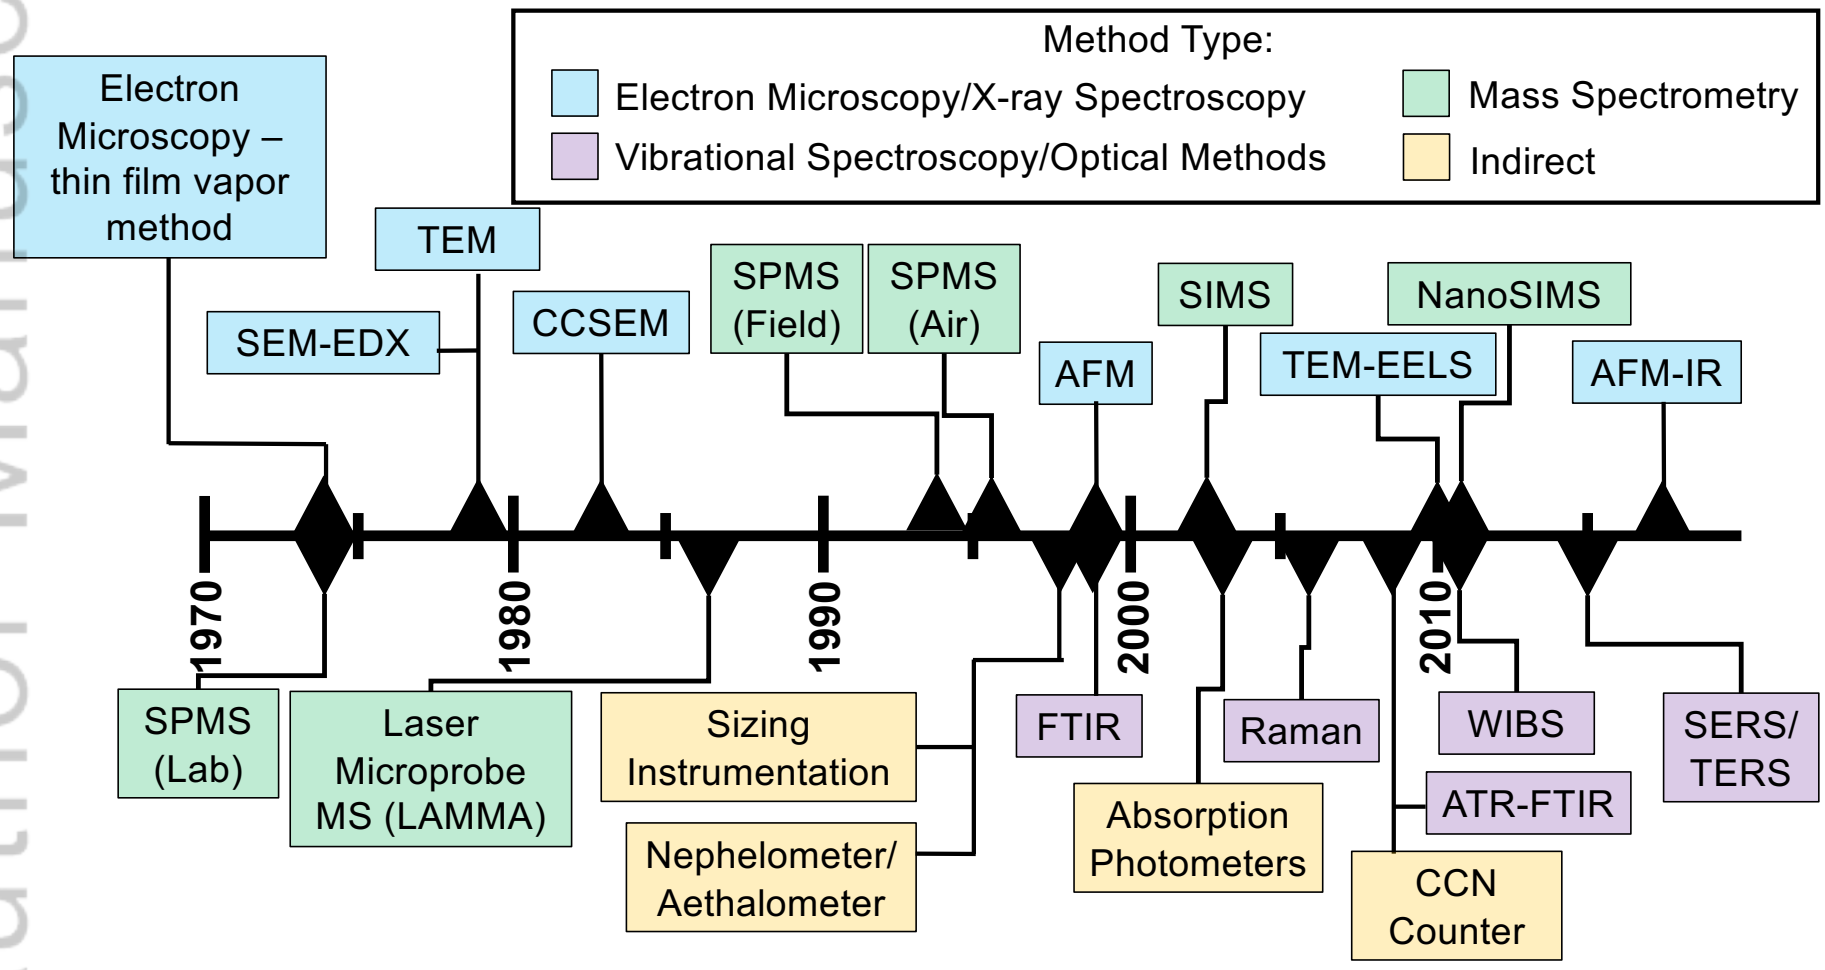 Method Type:
Electron Microscopy/X-ray Spectroscopy
Mass Spectrometry
Vibrational Spectroscopy/Optical Methods
Indirect
Electron
Microscopy –
thin film vapor
method
TEM
SEM-EDX
CCSEM
SPMS
(Field)
SPMS
(Air)
AFM
SIMS
NanoSIMS
TEM-EELS
AFM-IR
1970
1980
1990
2000
2010
SPMS
(Lab)
Laser
Microprobe
MS (LAMMA)
Sizing
Instrumentation
Nephelometer/
Aethalometer
FTIR
Absorption
Photometers
Raman
WIBS
ATR-FTIR
CCN
Counter
SERS/
TERS